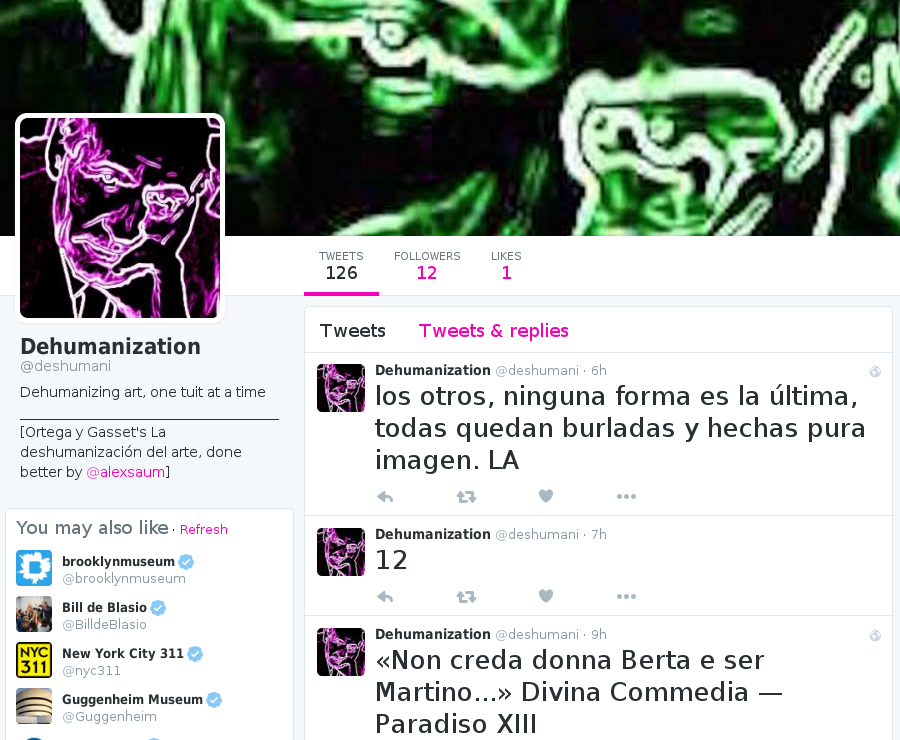 TWEETS FOLLOWERS LIKES
126 12 1
Dehumanization
@deshumani
Dehumanizing art, one tuit at a time
[Ortega y Gasset's La
deshumanización del arte, done
better by @alexsaum]
You may also like · Refresh
brooklynmuseum
@brooklynmuseum
Bill de Blasio
@BilldeBlasio
NYC
311
New York City 311
@nyc311
Guggenheim Museum
@Guggenheim
Tweets Tweets & replies
Dehumanization @deshumani · 6h
los otros, ninguna forma es la última,
todas quedan burladas y hechas pura
imagen. LA
Dehumanization @deshumani · 7h
12
Dehumanization @deshumani · 9h
«Non creda donna Berta e ser
Martino...» Divina Commedia —
Paradiso XIII